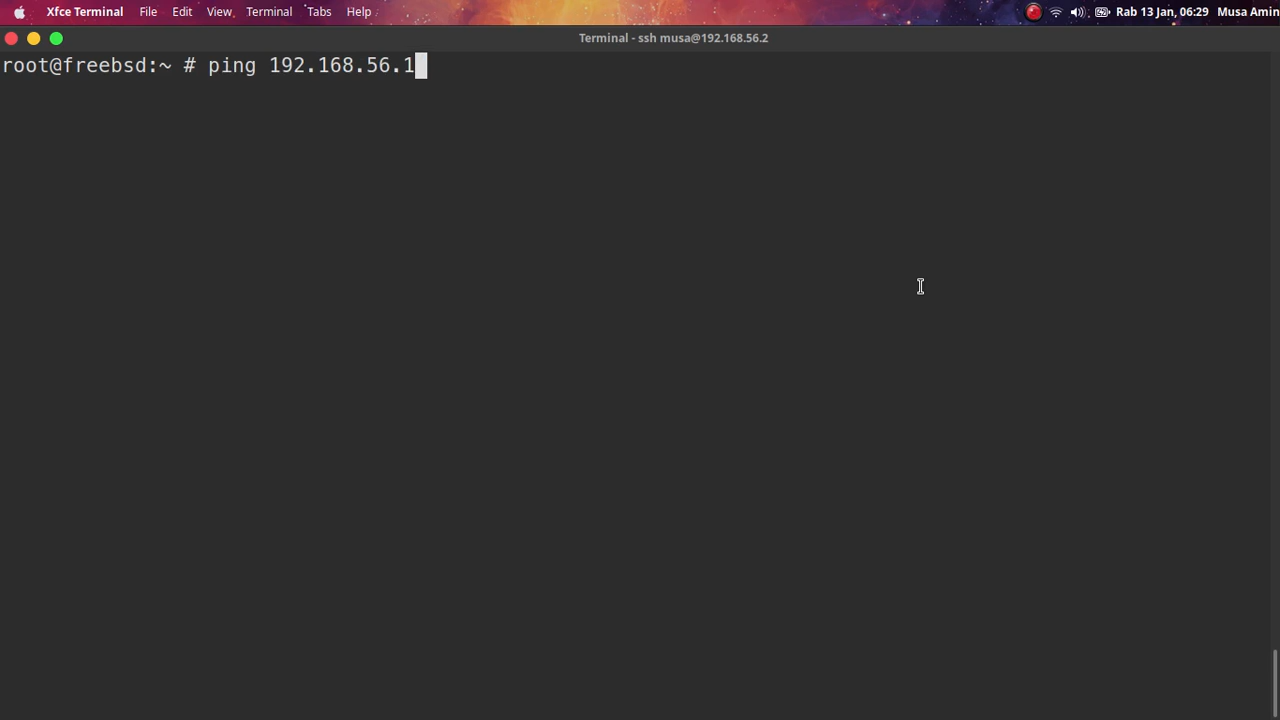 Xfce Terminal File Edit View Terminal Tabs Help Rab 13 Jan, 06:29 Musa Amin
Terminal - ssh musa@192.168.56.2
root@freebsd:~ # ping 192.168.56.1